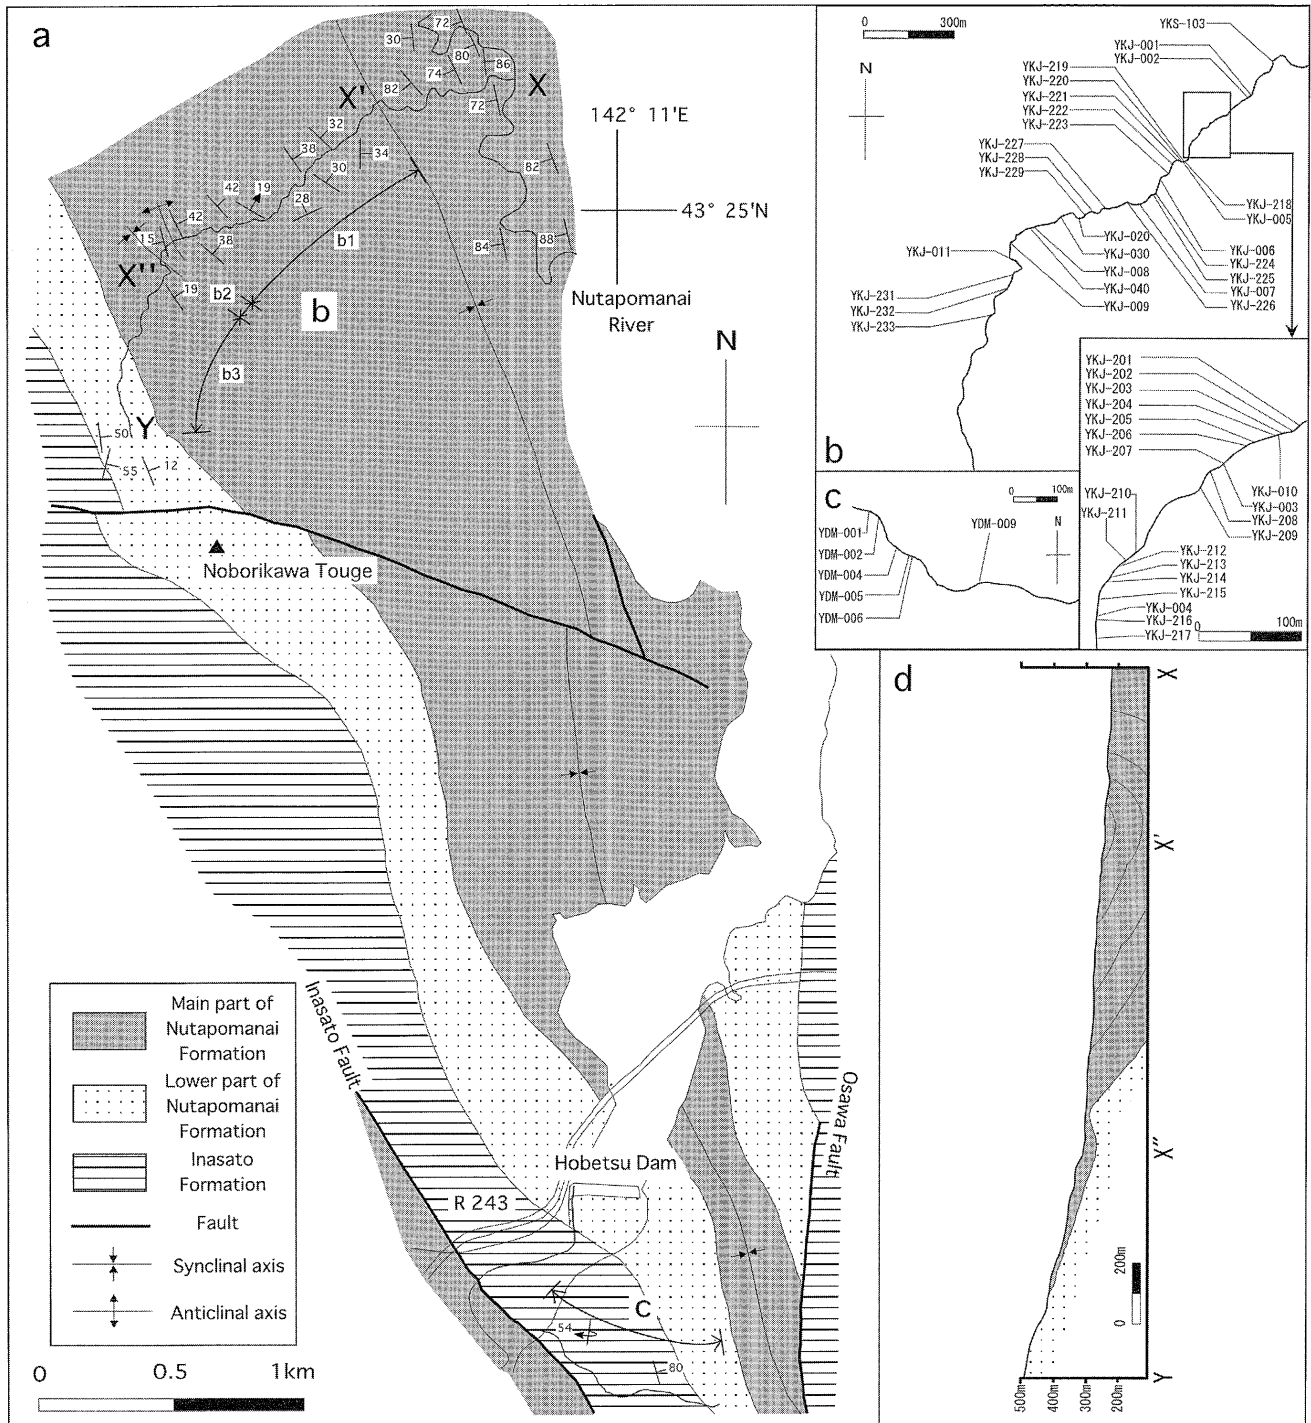 a
72
30
80
86
74
82
X
X'
72
142° 11'E
32
38
34
30
82
42
19
28
43° 25'N
42
15
38
b1
84
88
X''
19
b2
b
Nutapomanai
River
N
b3
50
Y
55
12
Noborikawa Touge
Inasato Fault
Osawa Fault
Hobetsu Dam
R 243
C
54
80
Main part of
Nutapomanai
Formation
Lower part of
Nutapomanai
Formation
Inasato
Formation
Fault
Synclinal axis
Anticlinal axis
0 0.5 1km
b
0 300m
N
YKS-103
YKJ-001
YKJ-002
YKJ-219
YKJ-220
YKJ-221
YKJ-222
YKJ-223
YKJ-227
YKJ-228
YKJ-229
YKJ-218
YKJ-005
YKJ-020
YKJ-030
YKJ-008
YKJ-040
YKJ-009
YKJ-006
YKJ-224
YKJ-225
YKJ-007
YKJ-226
YKJ-011
YKJ-231
YKJ-232
YKJ-233
YKJ-201
YKJ-202
YKJ-203
YKJ-204
YKJ-205
YKJ-206
YKJ-207
YKJ-010
YKJ-003
YKJ-208
YKJ-209
YKJ-210
YKJ-211
YKJ-212
YKJ-213
YKJ-214
YKJ-215
YKJ-004
YKJ-216
YKJ-217
0 100m
c
0 100m
N
YDM-001
YDM-002
YDM-004
YDM-005
YDM-006
YDM-009
d
X
X'
X''
Y
0 200m
500m
400m
300m
200m